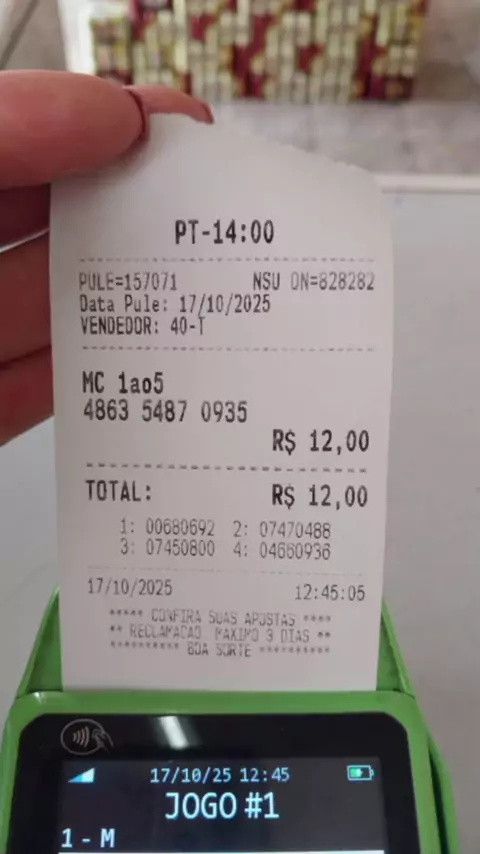 PT-14:00
PULE=157071 NSU ON=828282
Data Pule: 17/10/2025
VENDEDOR: 40-T
MC 1ao5
4863 5487 0935
R$ 12,00
TOTAL: R$ 12,00
1: 00680692 2: 07470488
3: 07450800 4: 04660936
17/10/2025 12:45:05
***** CONFIRA SUAS APOSTAS ****
** RECLAMACAO MAXIMO 3 DIAS **
********** BOA SORTE **********
17/10/25 12:45
JOGO #1
1 - M